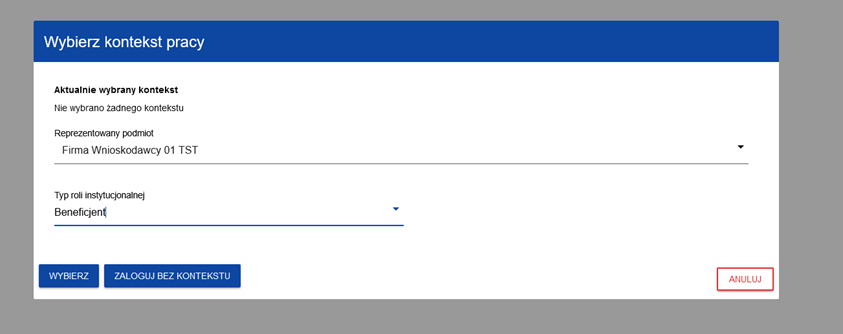 Wybierz kontekst pracy
Aktualnie wybrany kontekst
Nie wybrano żadnego kontekstu
Reprezentowany podmiot
Firma Wnioskodawcy 01 TST
Typ roli instytucjonalnej
Beneficjent
WYBIERZ ZALOGUJ BEZ KONTEKSTU ANULUJ